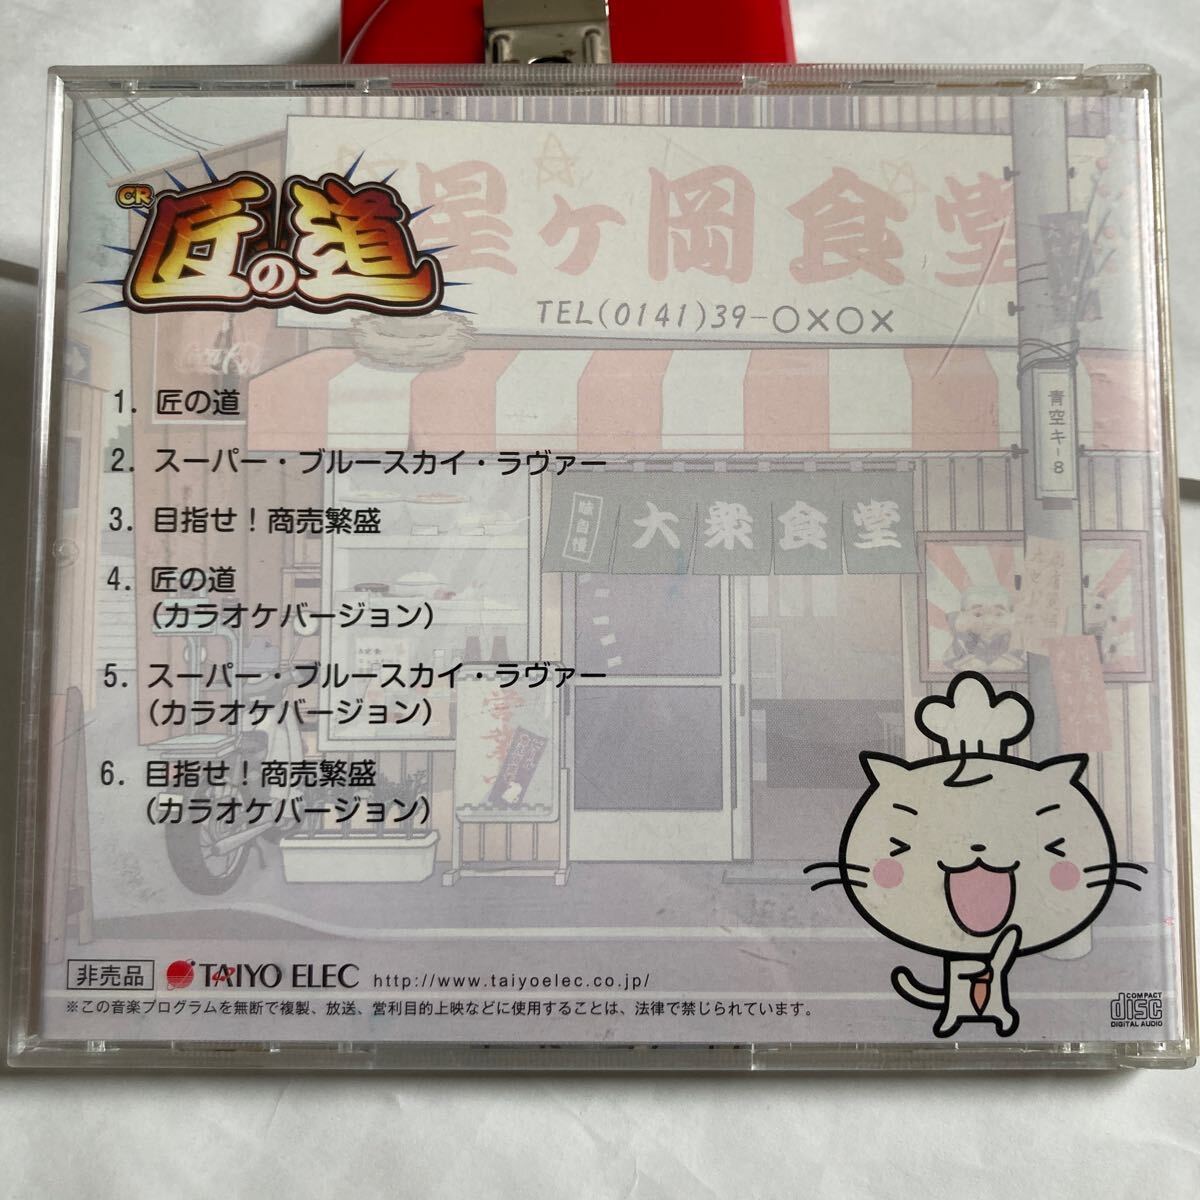 星ヶ岡食堂
TEL(0141)39-○×○×
CR
匠の道
1. 匠の道
2. スーパー・ブルースカイ・ラヴァー
3. 目指せ！商売繁盛
4. 匠の道
(カラオケバージョン)
5. スーパー・ブルースカイ・ラヴァー
(カラオケバージョン)
6. 目指せ！商売繁盛
(カラオケバージョン)
青空キ-8
味自慢
大衆食堂
非売品 TAIYO ELEC http://www.taiyoelec.co.jp/
※この音楽プログラムを無断で複製、放送、営利目的上映などに使用することは、法律で禁じられています。
COMPACT
disc
DIGITAL AUDIO